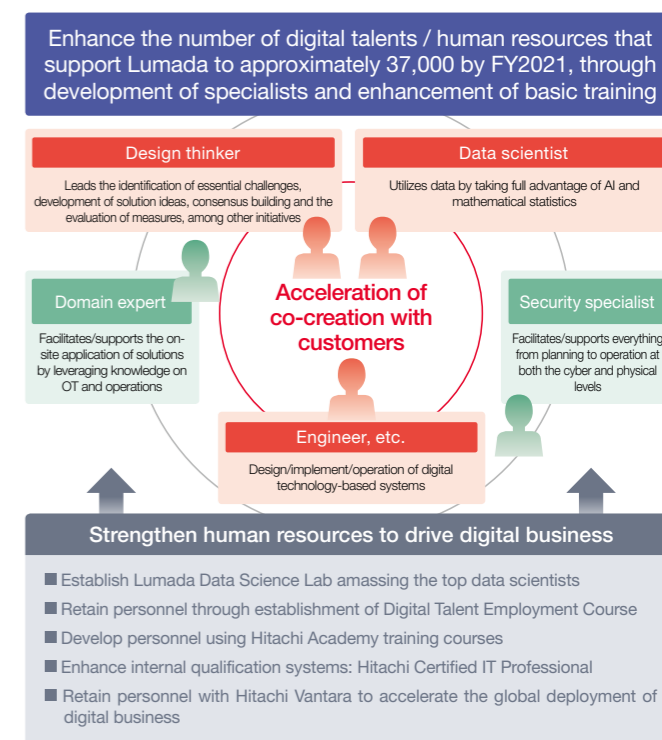 Enhance the number of digital talents / human resources that
support Lumada to approximately 37,000 by FY2021, through
development of specialists and enhancement of basic training
Design thinker
Leads the identification of essential challenges,
development of solution ideas, consensus building and the
evaluation of measures, among other initiatives
Data scientist
Utilizes data by taking full advantage of AI and
mathematical statistics
Domain expert
Facilitates/supports the on-
site application of solutions
by leveraging knowledge on
OT and operations
Acceleration of
co-creation with
customers
Security specialist
Facilitates/supports everything
from planning to operation at
both the cyber and physical
levels
Engineer, etc.
Design/implement/operation of digital
technology-based systems
Strengthen human resources to drive digital business
■ Establish Lumada Data Science Lab amassing the top data scientists
■ Retain personnel through establishment of Digital Talent Employment Course
■ Develop personnel using Hitachi Academy training courses
■ Enhance internal qualification systems: Hitachi Certified IT Professional
■ Retain personnel with Hitachi Vantara to accelerate the global deployment of
digital business